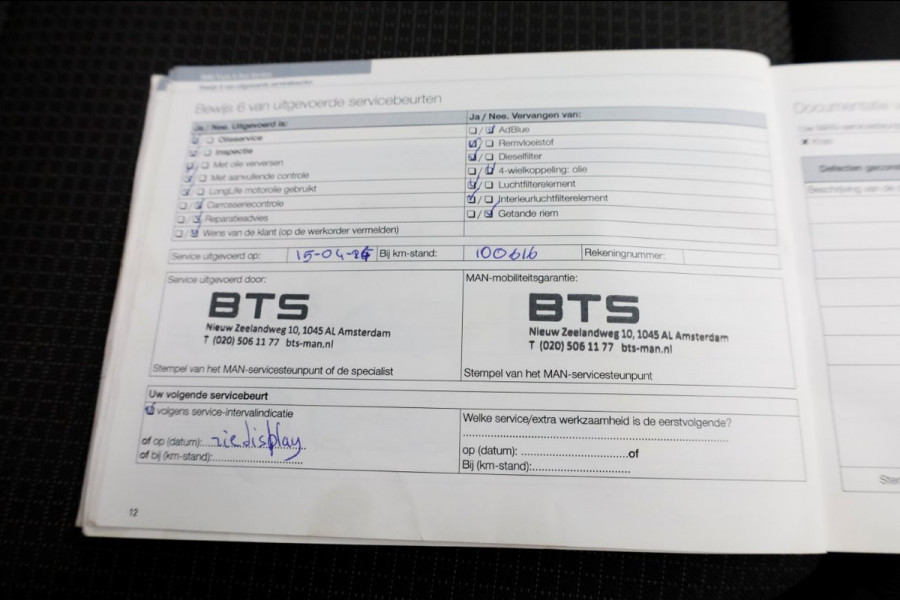 Bewijs 6 van uitgevoerde servicebeurten
Ja / Nee. Uitgevoerd is:
Olieservice
Inspectie
Met olie verversen
Met aanvullende controle
LongLife motorolie gebruikt
Carrosseriecontrole
Reparatieadvies
Wens van de klant (op de werkorder vermelden)
Ja / Nee. Vervangen van:
AdBlue
Remvloeistof
Dieselfilter
4-wielkoppeling: olie
Luchtfilterelement
Interieurluchtfilterelement
Getande riem
Service uitgevoerd op: 15-04- Bij km-stand: 100616 Rekeningnummer:
Service uitgevoerd door:
BTS
Nieuw Zeelandweg 10, 1045 AL Amsterdam
T (020) 506 11 77 bts-man.nl
Stempel van het MAN-servicesteunpunt of de specialist
MAN-mobiliteitsgarantie:
BTS
Nieuw Zeelandweg 10, 1045 AL Amsterdam
T (020) 506 11 77 bts-man.nl
Stempel van het MAN-servicesteunpunt
Uw volgende servicebeurt
volgens service-intervalindicatie
of op (datum): zie display
of bij (km-stand):
Welke service/extra werkzaamheid is de eerstvolgende?
op (datum): of
Bij (km-stand):
12